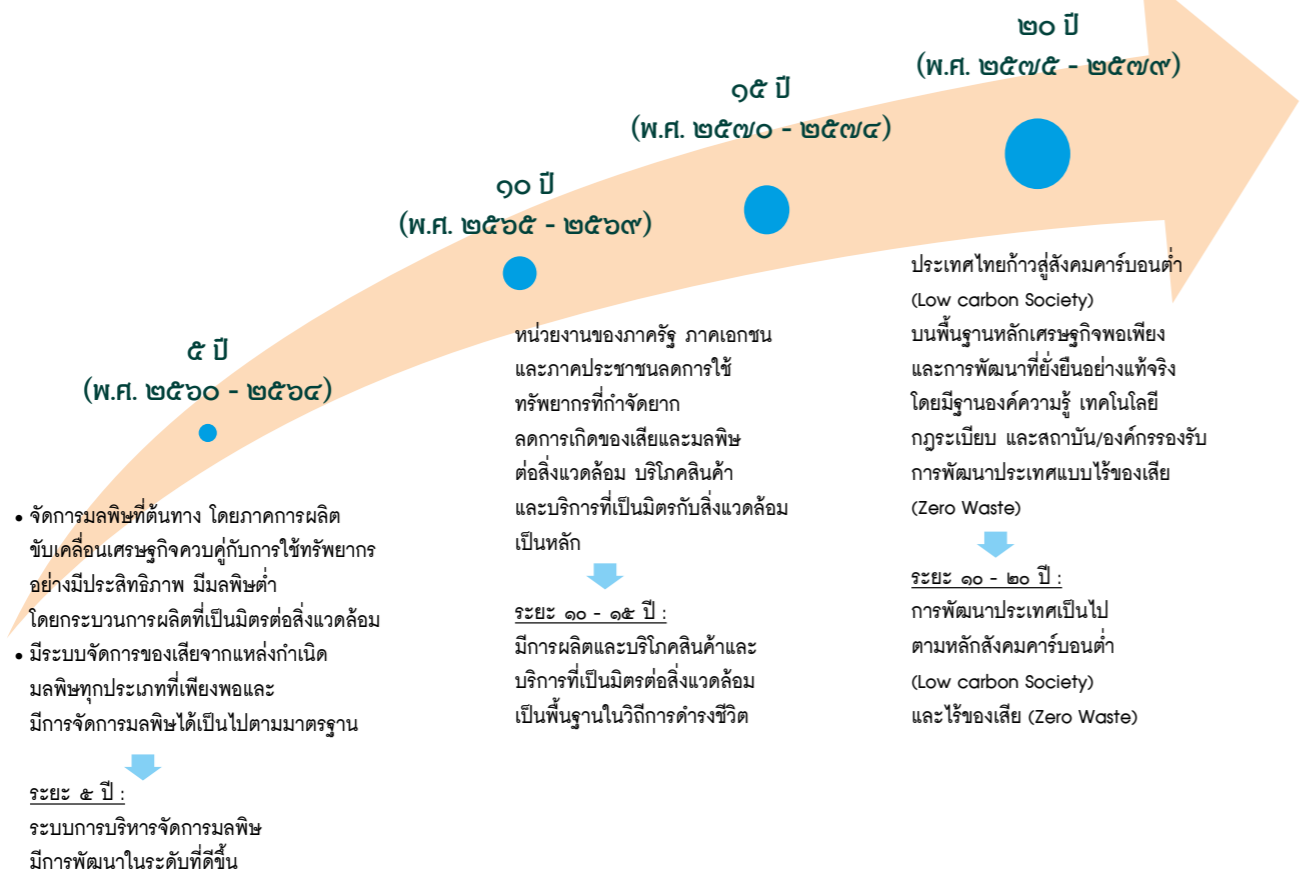 ๒๐ ปี
(พ.ศ. ๒๕๗๕ - ๒๕๗๙)
๑๕ ปี
(พ.ศ. ๒๕๗๐ - ๒๕๗๔)
๑๐ ปี
(พ.ศ. ๒๕๖๕ - ๒๕๖๙)
๕ ปี
(พ.ศ. ๒๕๖๐ - ๒๕๖๔)
• จัดการมลพิษที่ต้นทาง โดยภาคการผลิต
ขับเคลื่อนเศรษฐกิจควบคู่กับการใช้ทรัพยากร
อย่างมีประสิทธิภาพ มีมลพิษต่ำ
โดยกระบวนการผลิตที่เป็นมิตรต่อสิ่งแวดล้อม
• มีระบบจัดการของเสียจากแหล่งกำเนิด
มลพิษทุกประเภทที่เพียงพอและ
มีการจัดการมลพิษได้เป็นไปตามมาตรฐาน
ระยะ ๕ ปี :
ระบบการบริหารจัดการมลพิษ
มีการพัฒนาในระดับที่ดีขึ้น
หน่วยงานของภาครัฐ ภาคเอกชน
และภาคประชาชนลดการใช้
ทรัพยากรที่กำจัดยาก
ลดการเกิดของเสียและมลพิษ
ต่อสิ่งแวดล้อม บริโภคสินค้า
และบริการที่เป็นมิตรกับสิ่งแวดล้อม
เป็นหลัก
ระยะ ๑๐ - ๑๕ ปี :
มีการผลิตและบริโภคสินค้าและ
บริการที่เป็นมิตรต่อสิ่งแวดล้อม
เป็นพื้นฐานในวิถีการดำรงชีวิต
ประเทศไทยก้าวสู่สังคมคาร์บอนต่ำ
(Low carbon Society)
บนพื้นฐานหลักเศรษฐกิจพอเพียง
และการพัฒนาที่ยั่งยืนอย่างแท้จริง
โดยมีฐานองค์ความรู้ เทคโนโลยี
กฎระเบียบ และสถาบัน/องค์กรรองรับ
การพัฒนาประเทศแบบไร้ของเสีย
(Zero Waste)
ระยะ ๑๐ - ๒๐ ปี :
การพัฒนาประเทศเป็นไป
ตามหลักสังคมคาร์บอนต่ำ
(Low carbon Society)
และไร้ของเสีย (Zero Waste)